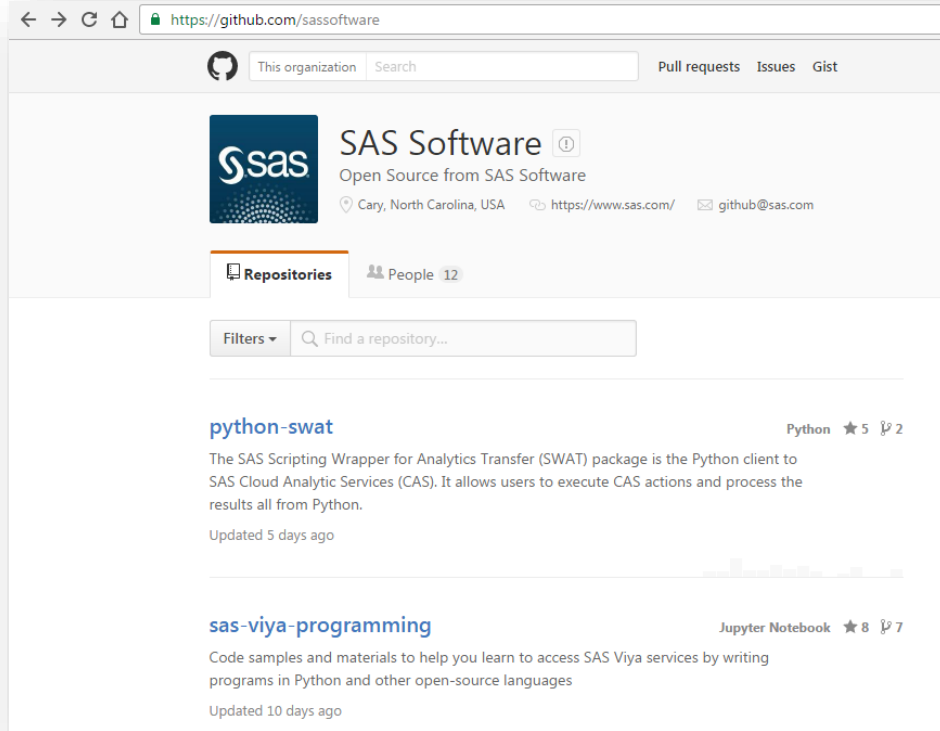 https://github.com/sassoftware
This organization Search Pull requests Issues Gist
sas
SAS Software
Open Source from SAS Software
Cary, North Carolina, USA https://www.sas.com/ github@sas.com
Repositories People 12
Filters Find a repository...
python-swat
Python 5 2
The SAS Scripting Wrapper for Analytics Transfer (SWAT) package is the Python client to
SAS Cloud Analytic Services (CAS). It allows users to execute CAS actions and process the
results all from Python.
Updated 5 days ago
sas-viya-programming
Jupyter Notebook 8 7
Code samples and materials to help you learn to access SAS Viya services by writing
programs in Python and other open-source languages
Updated 10 days ago